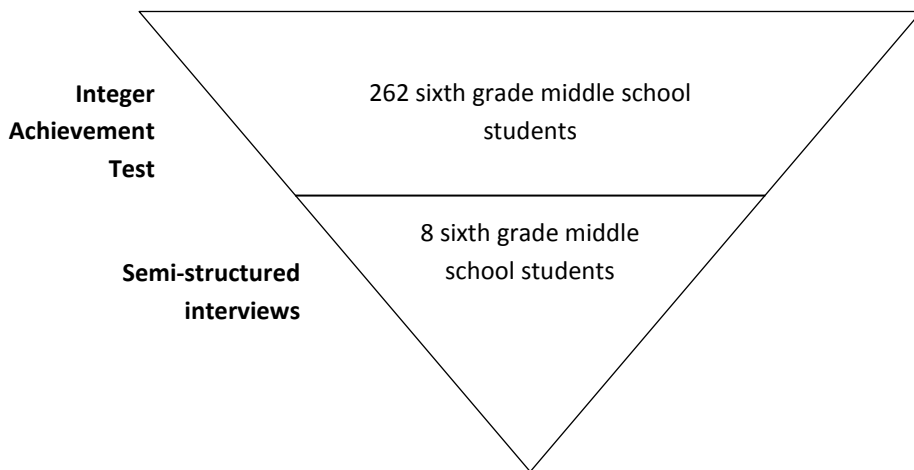 Integer
Achievement
Test
262 sixth grade middle school
students
8 sixth grade middle
school students
Semi-structured
interviews